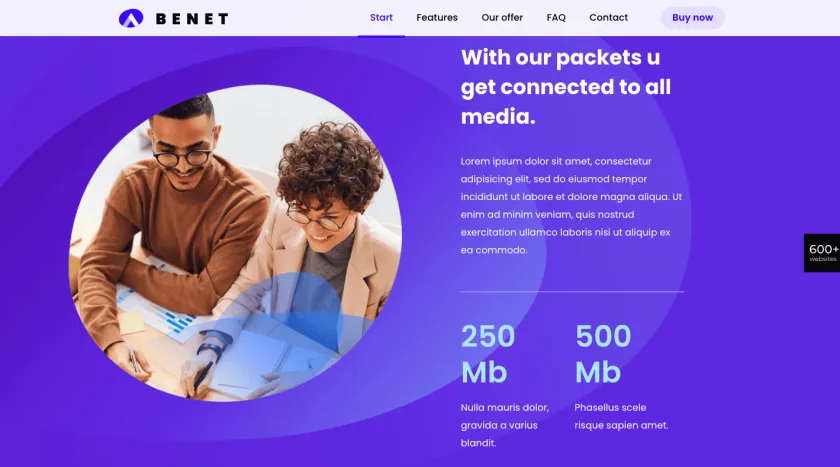 BENET
Start
Features
Our offer
FAQ
Contact
Buy now
With our packets u
get connected to all
media.
Lorem ipsum dolor sit amet, consectetur
adipisicing elit, sed do eiusmod tempor
incididunt ut labore et dolore magna aliqua. Ut
enim ad minim veniam, quis nostrud
exercitation ullamco laboris nisi ut aliquip ex
ea commodo.
250
Mb
Nulla mauris dolor,
gravida a varius
blandit.
500
Mb
Phasellus scele
risque sapien amet.
600+
websites